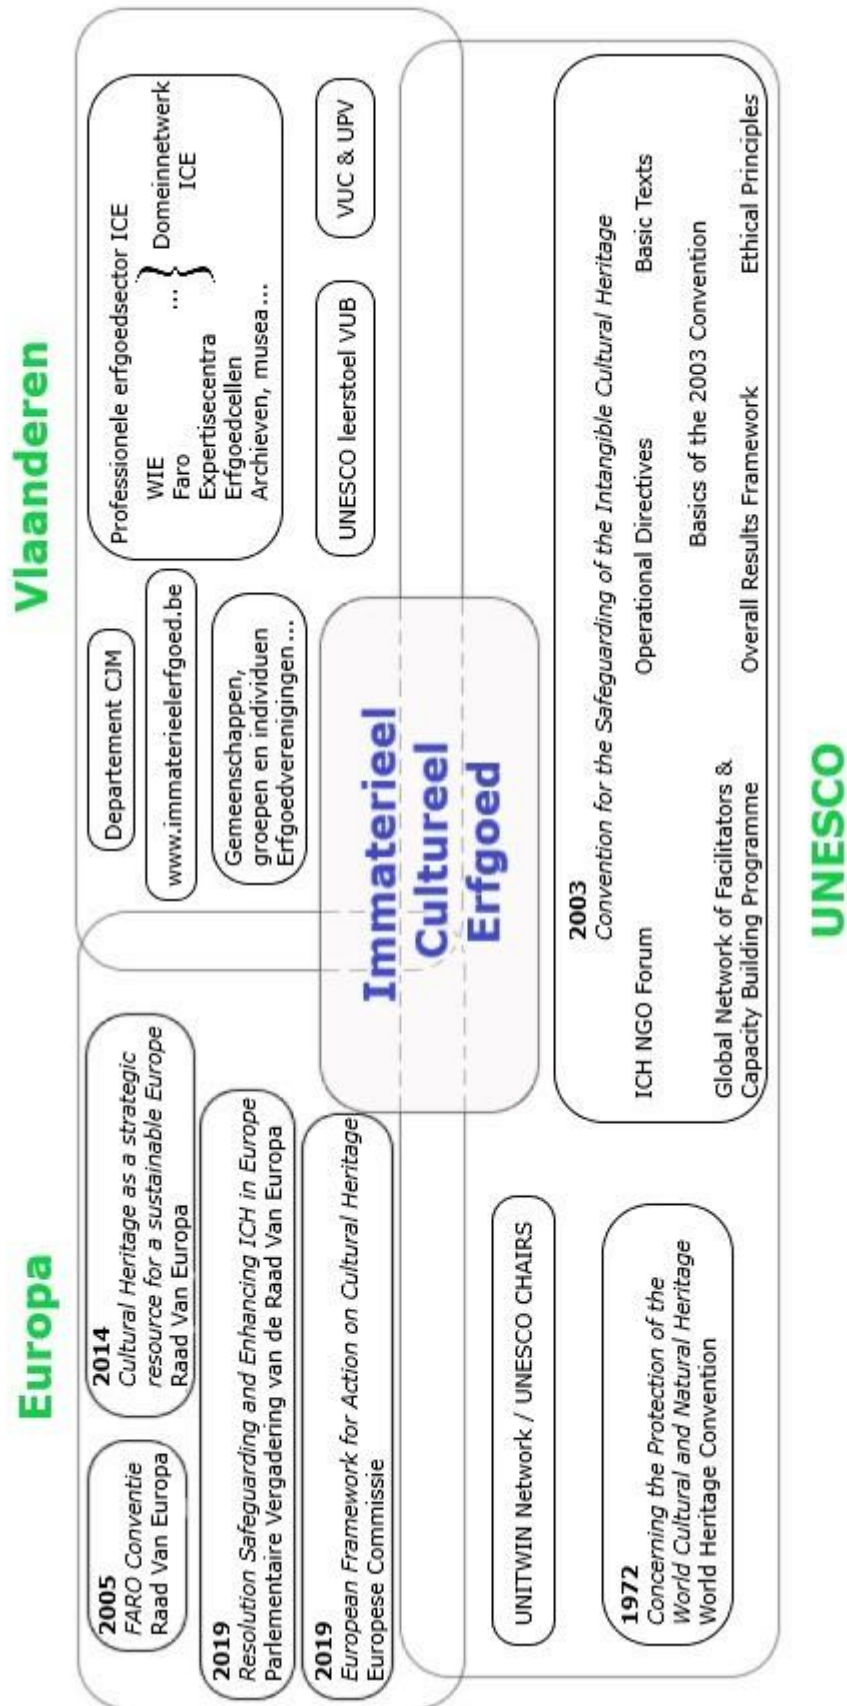 Europa
2005
FARO Conventie
Raad Van Europa
2014
Cultural Heritage as a strategic
resource for a sustainable Europe
Raad Van Europa
2019
Resolution Safeguarding and Enhancing ICH in Europe
Parlementaire Vergadering van de Raad Van Europa
2019
European Framework for Action on Cultural Heritage
Europese Commissie
Vlaanderen
Departement CJM
www.immaterieelerfgoed.be
Gemeenschappen,
groepen en individuen
Erfgoedverenigingen...
Professionele erfgoedsector ICE
WIE
Faro
Expertisecentra
Erfgoedcellen
Archieven, musea...
... }
Domeinnetwerk
ICE
UNESCO leerstoel VUB
VUC & UPV
Immaterieel
Cultureel
Erfgoed
UNITWIN Network / UNESCO CHAIRS
1972
Concerning the Protection of the
World Cultural and Natural Heritage
World Heritage Convention
2003
Convention for the Safeguarding of the Intangible Cultural Heritage
ICH NGO Forum
Operational Directives
Basic Texts
Basics of the 2003 Convention
Global Network of Facilitators &
Capacity Building Programme
Overall Results Framework
Ethical Principles
UNESCO